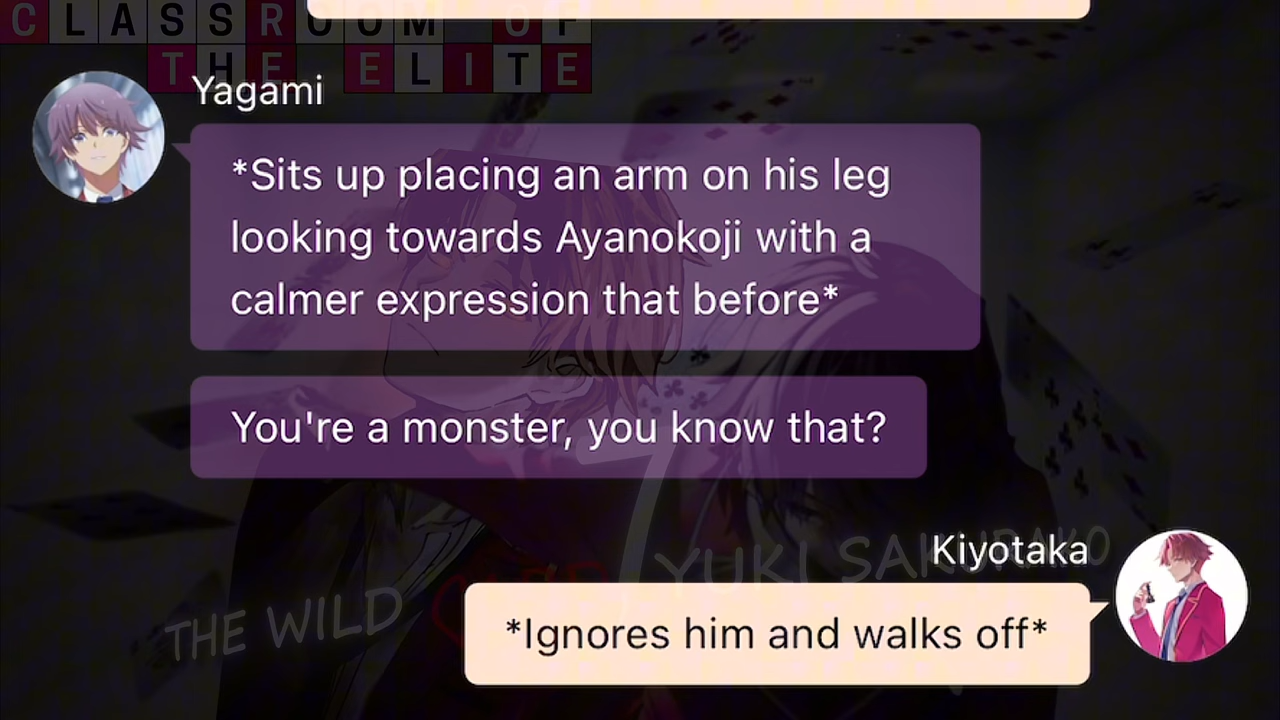 CLASSROOM OF
THE ELITE
Yagami
*Sits up placing an arm on his leg
looking towards Ayanokoji with a
calmer expression that before*
You're a monster, you know that?
Kiyotaka
*Ignores him and walks off*
THE WILD
YUKI SAKURAKO